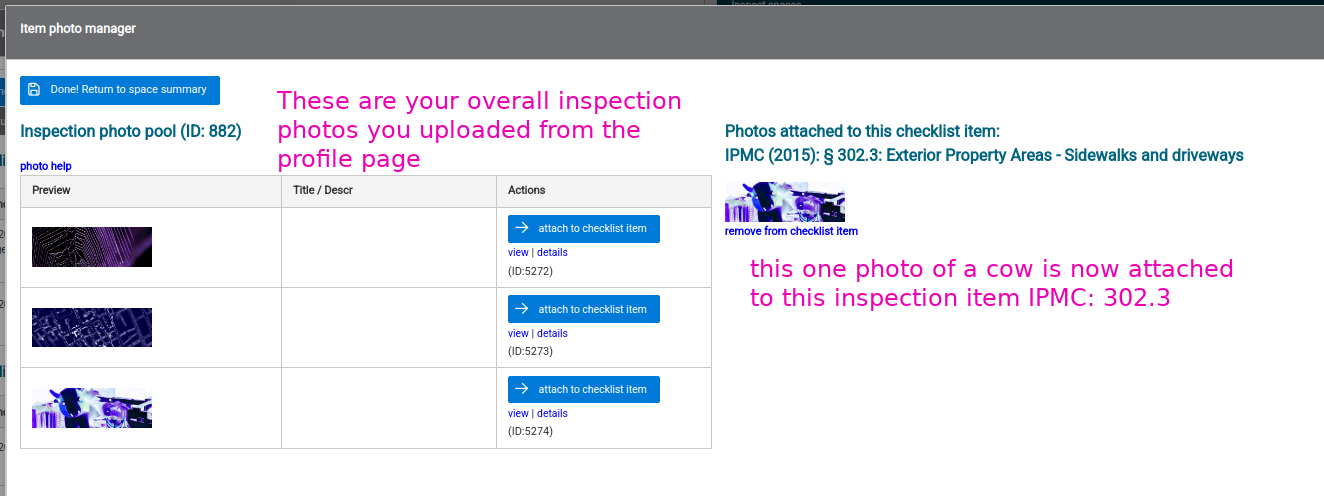 Item photo manager
Done! Return to space summary
These are your overall inspection
photos you uploaded from the
profile page
Inspection photo pool (ID: 882)
photo help
Preview
Title / Descr
Actions
attach to checklist item
view | details
(ID:5272)
attach to checklist item
view | details
(ID:5273)
attach to checklist item
view | details
(ID:5274)
Photos attached to this checklist item:
IPMC (2015): § 302.3: Exterior Property Areas - Sidewalks and driveways
remove from checklist item
this one photo of a cow is now attached
to this inspection item IPMC: 302.3